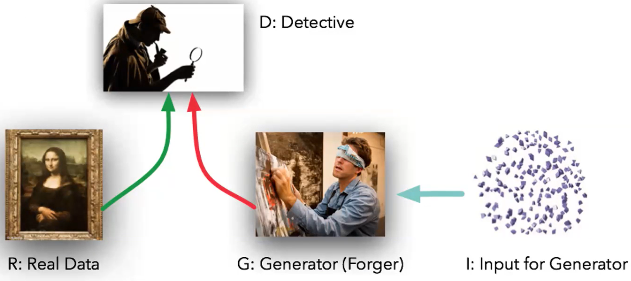 D: Detective
R: Real Data
G: Generator (Forger)
I: Input for Generator